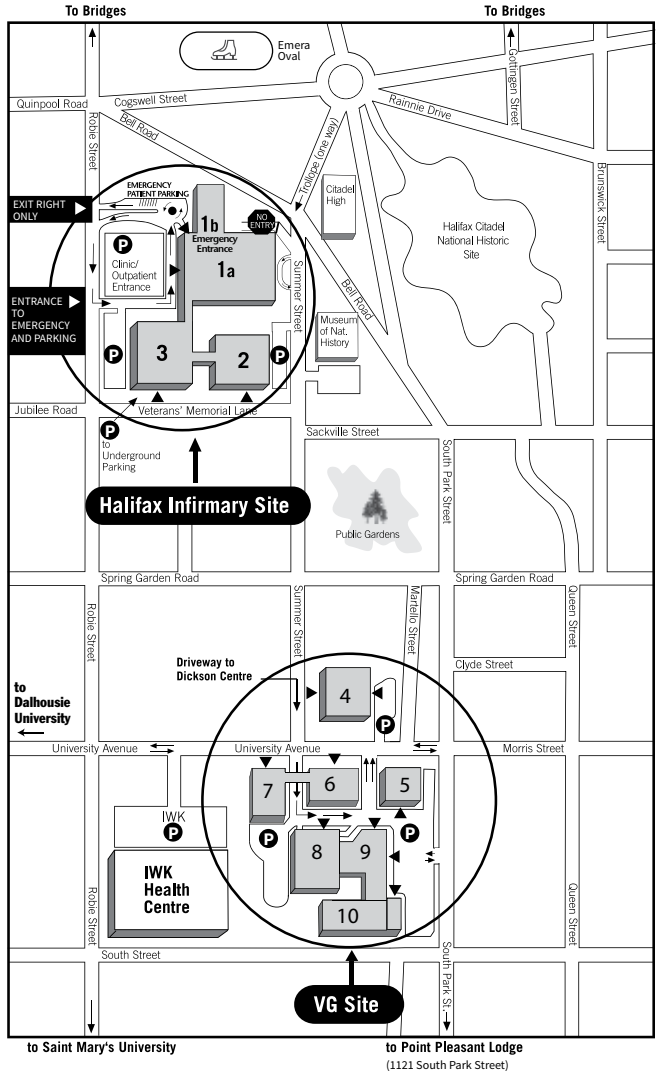 To Bridges
To Bridges
Emera
Oval
Gottingen Street
Quinpool Road
Cogswell Street
Rainnie Drive
Robie Street
Bell Road
Trollope (one way)
Brunswick Street
EMERGENCY
PATIENT PARKING
Citadel
High
EXIT RIGHT
ONLY
1b
NO
ENTRY
Halifax Citadel
National Historic
Site
P
Emergency
Entrance
Clinic/
Outpatient
Entrance
1a
Summer Street
Bell Road
ENTRANCE
TO
EMERGENCY
AND PARKING
Museum
of Nat.
History
P
3
2
P
Jubilee Road
Veterans' Memorial Lane
P
to
Underground
Parking
Sackville Street
South Park Street
Halifax Infirmary Site
Public Gardens
Spring Garden Road
Spring Garden Road
Robie Street
Summer Street
Martello Street
Queen Street
Driveway to
Dickson Centre
Clyde Street
to
Dalhousie
University
4
P
University Avenue
University Avenue
Morris Street
7
6
5
IWK
P
P
P
8
9
IWK
Health
Centre
Robie Street
Queen Street
10
South Street
South Park St.
VG Site
to Saint Mary's University
to Point Pleasant Lodge
(1121 South Park Street)